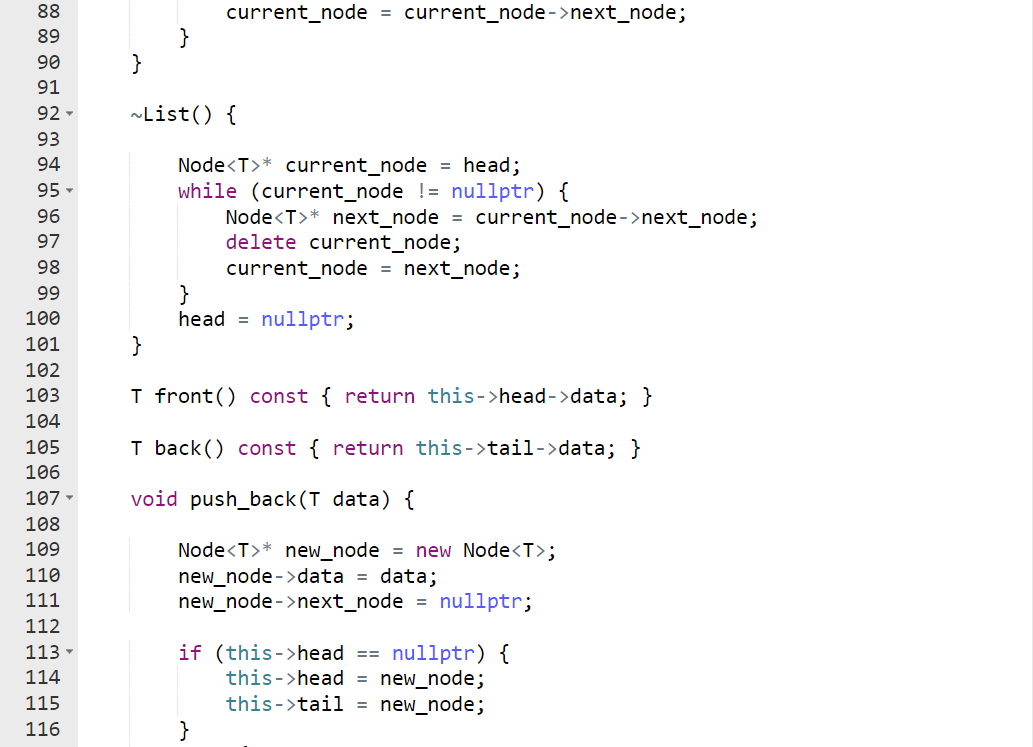 88 current_node = current_node->next_node;
89 }
90 }
91
92 ~List() {
93
94 Node<T>* current_node = head;
95 while (current_node != nullptr) {
96 Node<T>* next_node = current_node->next_node;
97 delete current_node;
98 current_node = next_node;
99 }
100 head = nullptr;
101 }
102
103 T front() const { return this->head->data; }
104
105 T back() const { return this->tail->data; }
106
107 void push_back(T data) {
108
109 Node<T>* new_node = new Node<T>;
110 new_node->data = data;
111 new_node->next_node = nullptr;
112
113 if (this->head == nullptr) {
114 this->head = new_node;
115 this->tail = new_node;
116 }